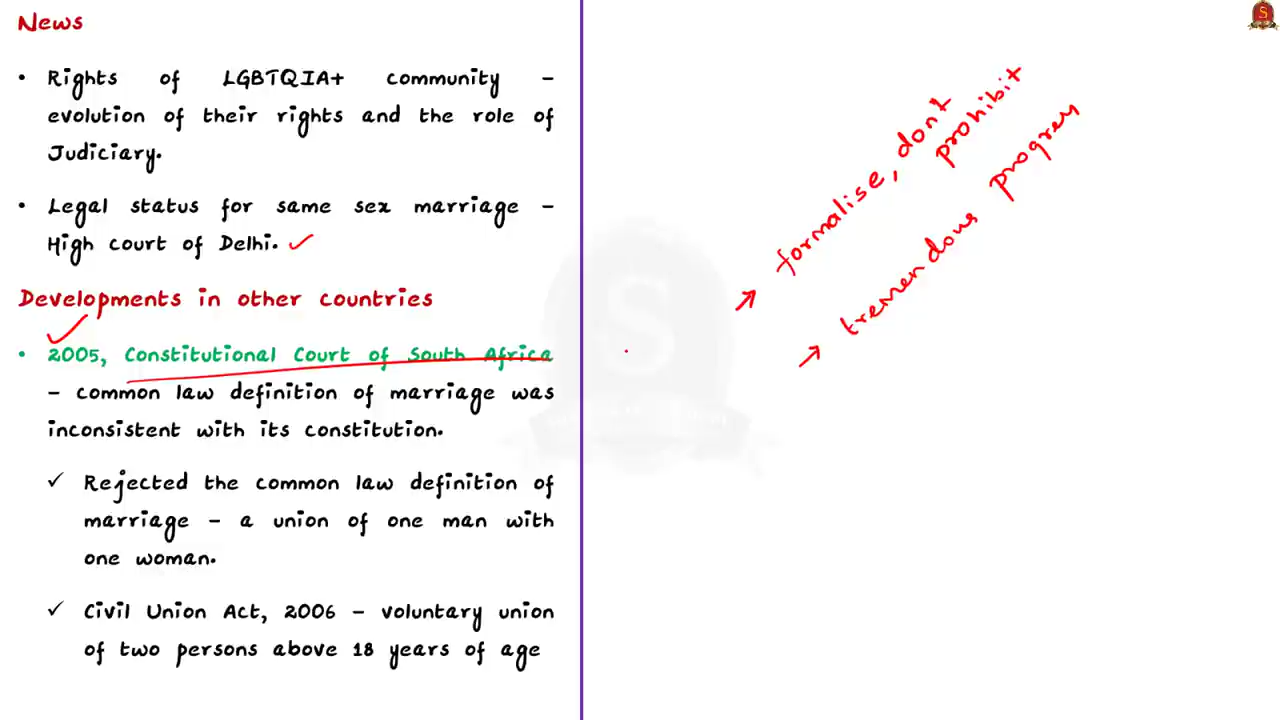 News
• Rights of LGBTQIA+ community –
evolution of their rights and the role of
Judiciary.
• Legal status for same sex marriage –
High court of Delhi. ✓
Developments in other countries
• 2005, Constitutional Court of South Africa
– common law definition of marriage was
inconsistent with its constitution.
✓ Rejected the common law definition of
marriage – a union of one man with
one woman.
✓ Civil Union Act, 2006 – voluntary union
of two persons above 18 years of age
→ formalise, don't
prohibit
→ tremendous progress
S
S